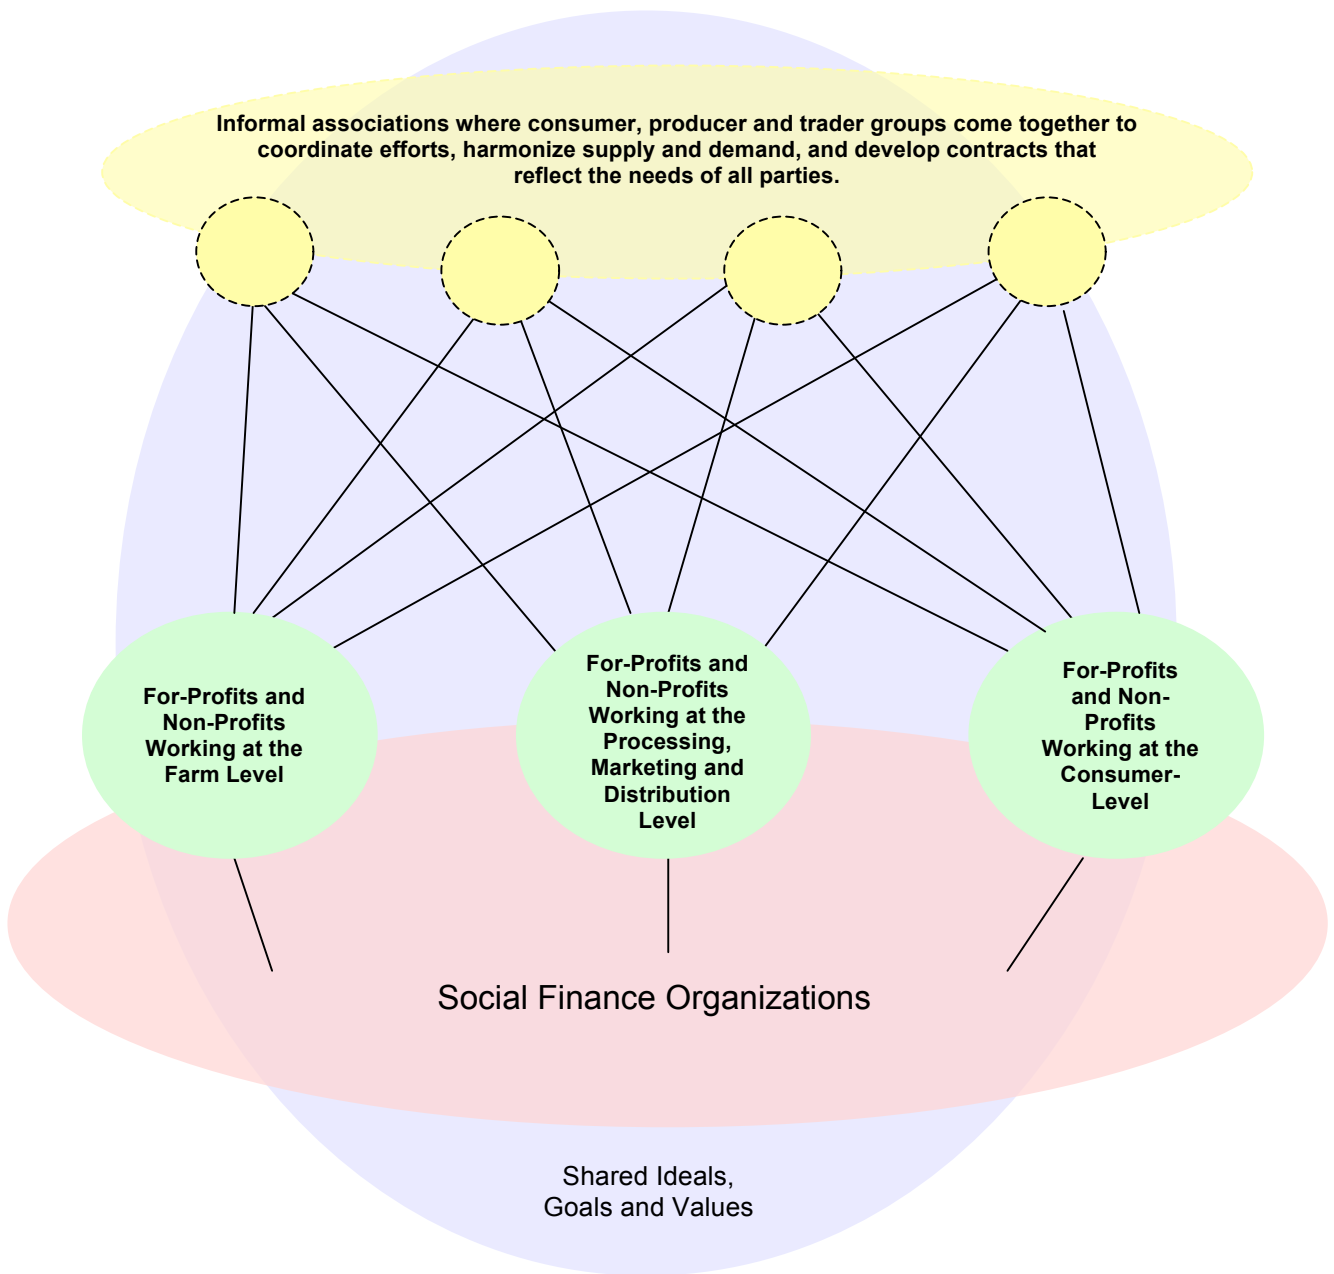 Informal associations where consumer, producer and trader groups come together to
coordinate efforts, harmonize supply and demand, and develop contracts that
reflect the needs of all parties.
For-Profits and
Non-Profits
Working at the
Farm Level
For-Profits and
Non-Profits
Working at the
Processing,
Marketing and
Distribution
Level
For-Profits
and Non-
Profits
Working at the
Consumer-
Level
Social Finance Organizations
Shared Ideals,
Goals and Values